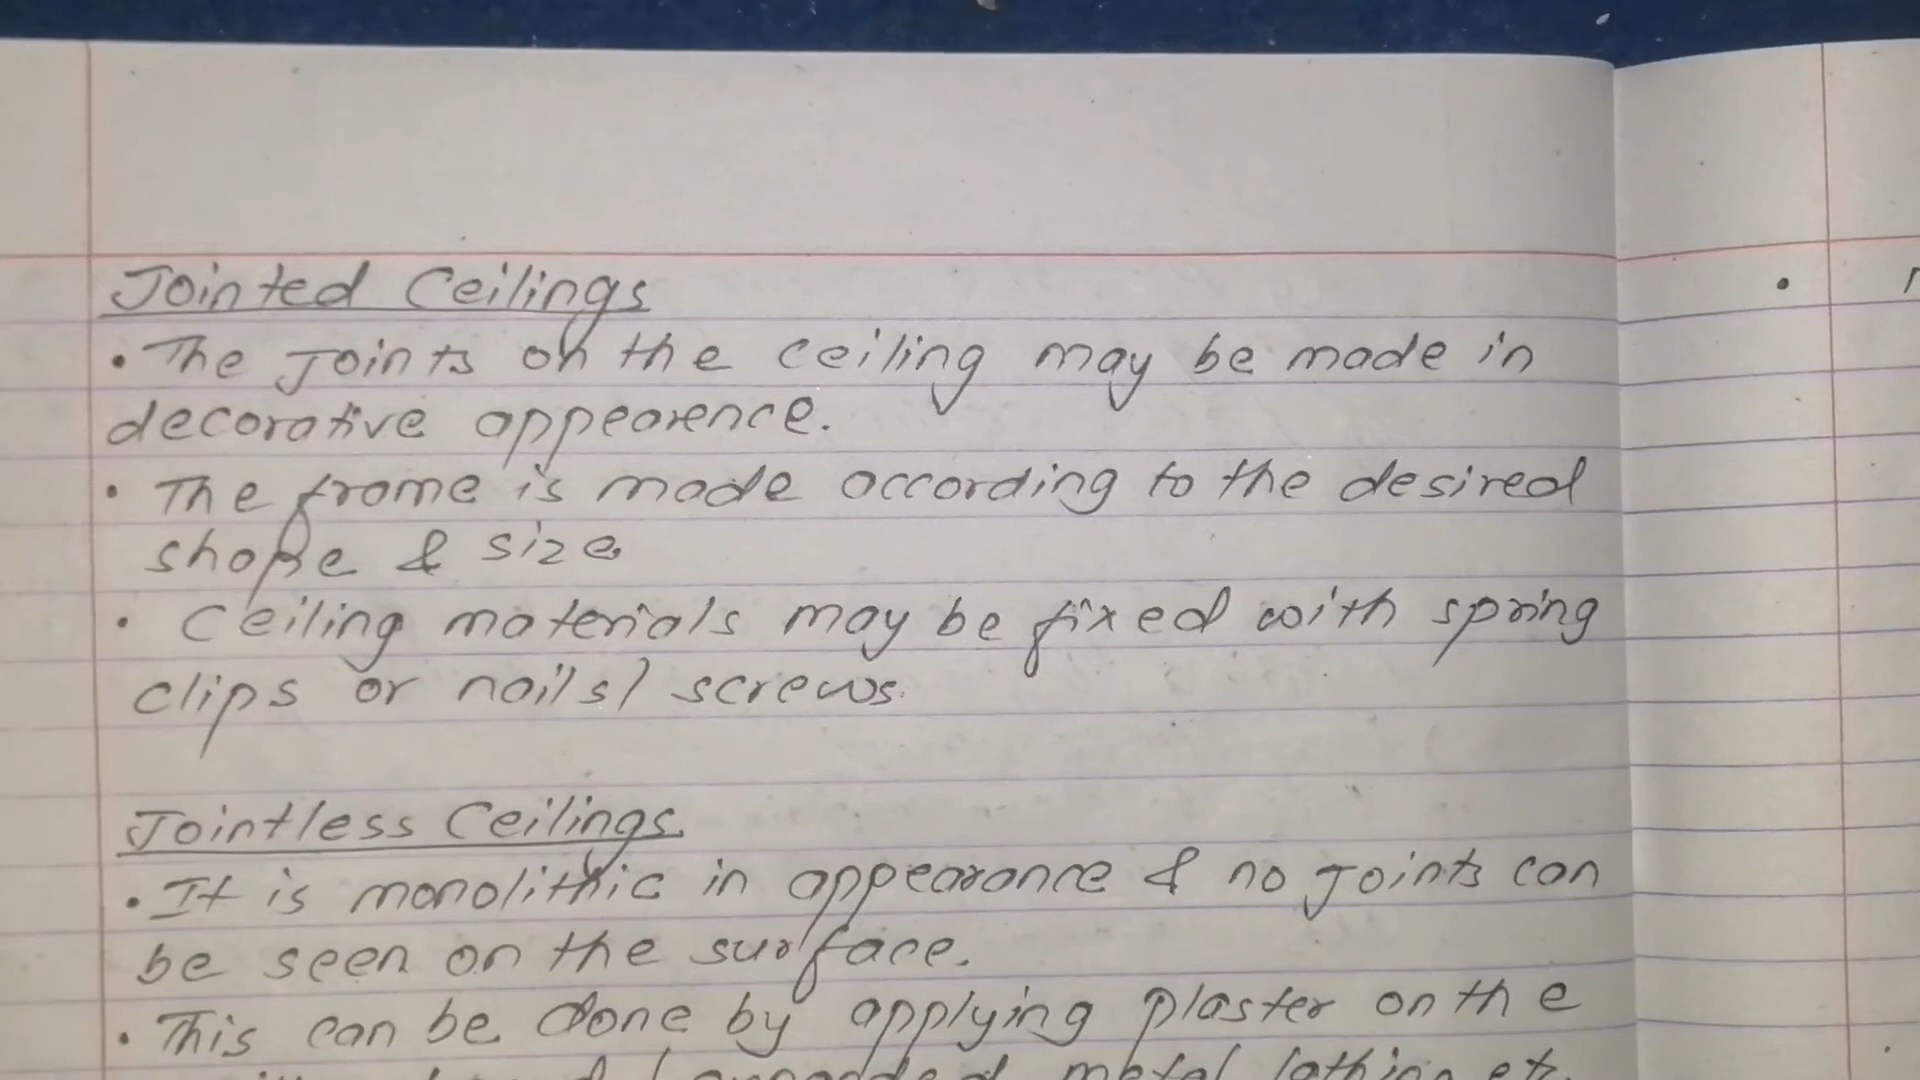 Jointed Ceilings
• The Joints on the ceiling may be made in
decorative appearence.
• The frame is made according to the desired
shape & size
• Ceiling materials may be fixed with spring
clips or nails/ screws.
Jointless Ceilings
• It is monolithic in appearance & no Joints can
be seen on the surface.
• This can be done by applying plaster on the
metal lathing etc.